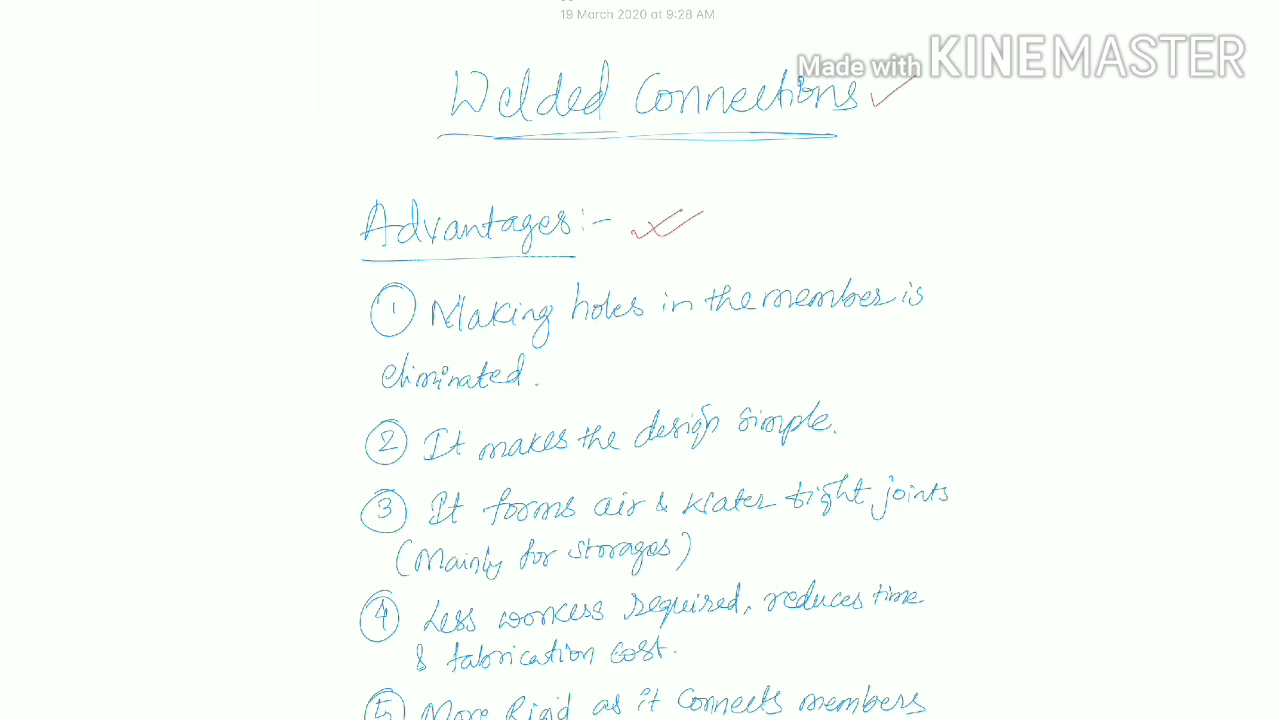 19 March 2020 at 9:28 AM
Made with KINEMASTER
Welded Connections
Advantages:-
1 Making holes in the member is
eliminated.
2 It makes the design simple.
3 It forms air & water tight joints
(Mainly for storages)
4 Less workers required, reduces time
& fabrication cost.
5 More Rigid as it connects members